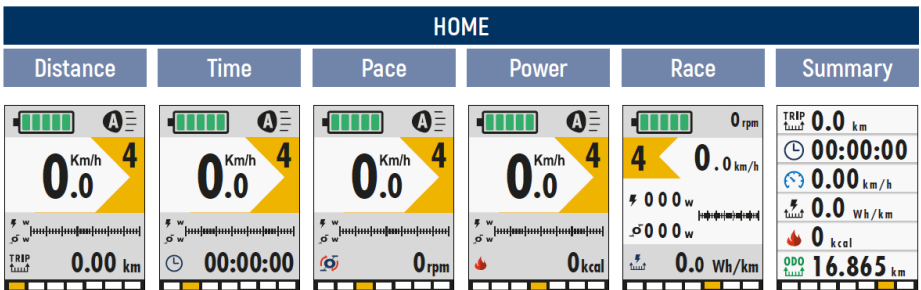 HOME
Distance
Time
Pace
Power
Race
Summary
A
Km/h
4
0.0
w
w
TRIP
0.00 km
A
Km/h
4
0.0
w
w
00:00:00
A
Km/h
4
0.0
w
w
0rpm
A
Km/h
4
0.0
w
w
0kcal
0 rpm
4
0.0 km/h
000 w
000 w
0.0 Wh/km
TRIP 0.0 km
00:00:00
0.00 km/h
0.0 Wh/km
0 kcal
ODO 16.865 km